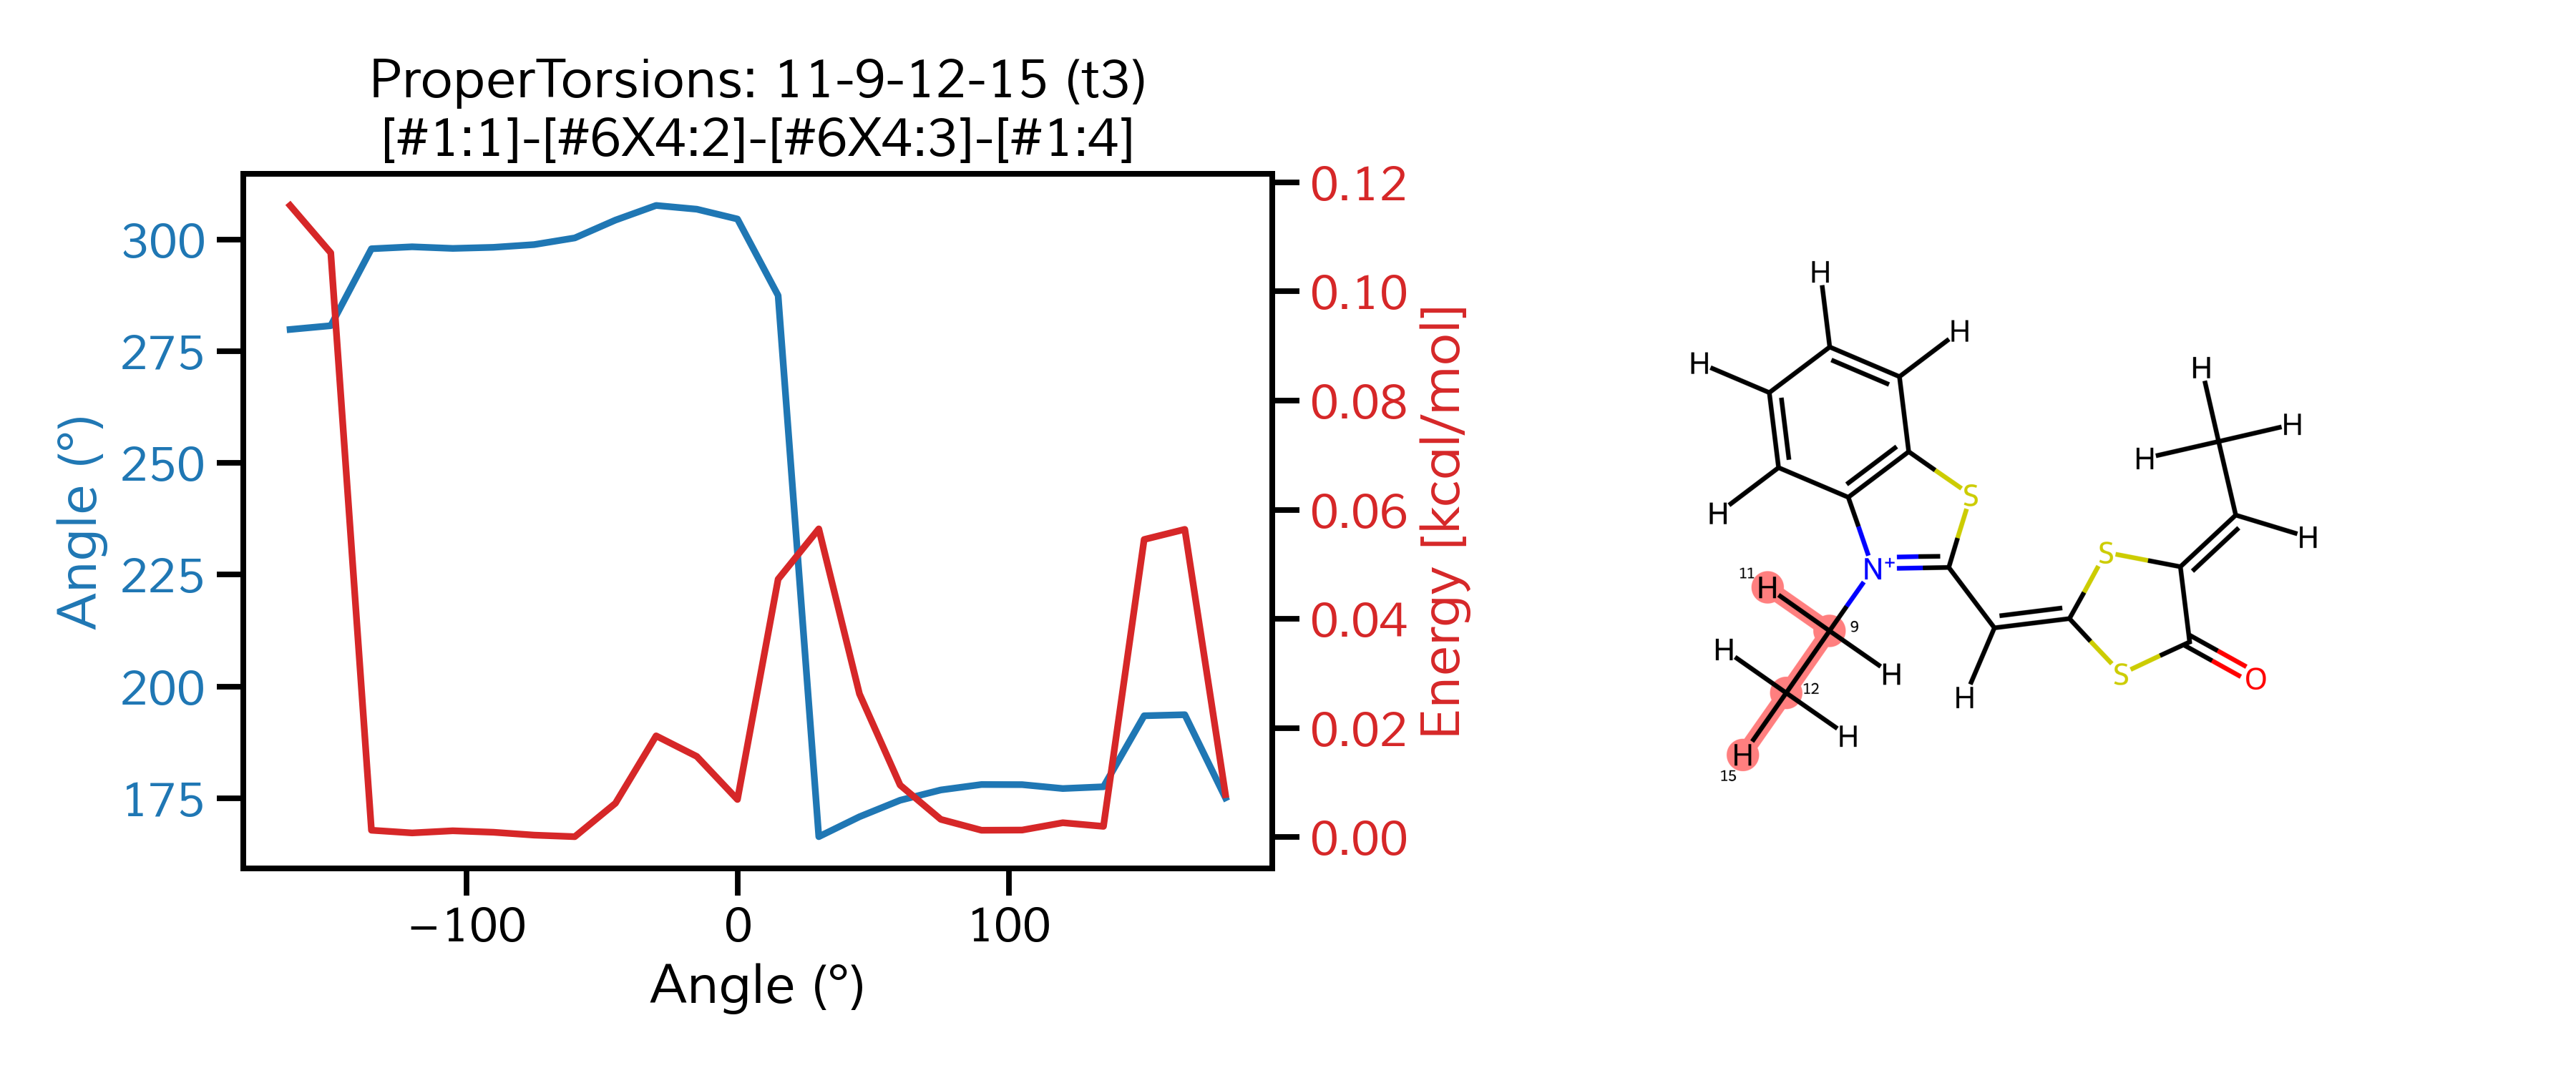 ProperTorsions: 11-9-12-15 (t3)
[#1:1]-[#6X4:2]-[#6X4:3]-[#1:4]
Angle (°)
300
275
250
225
200
175
0.12
0.10
0.08
0.06
0.04
0.02
0.00
Energy [kcal/mol]
−100
0
100
Angle (°)
H
H
H
H
H
H
H
H
S
N⁺
S
11
H
9
H
H
H
12
H
S
O
H
15